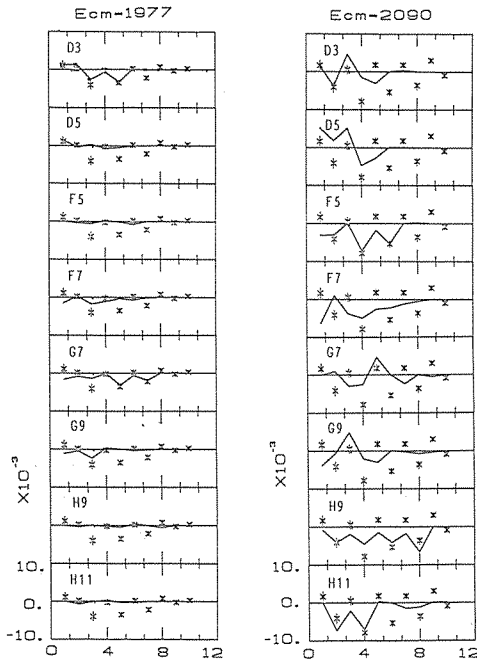 Ecm-1977
Ecm-2090
D3
D5
F5
F7
G7
G9
H9
H11
X10⁻³
10.
0.
-10.
0 4 8 12
D3
D5
F5
F7
G7
G9
H9
H11
X10⁻³
10.
0.
-10.
0 4 8 12